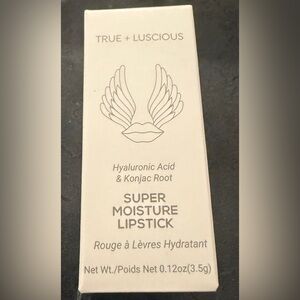 TRUE + LUSCIOUS
Hyaluronic Acid
& Konjac Root
SUPER
MOISTURE
LIPSTICK
Rouge à Lèvres Hydratant
Net Wt./Poids Net 0.12oz(3.5g)